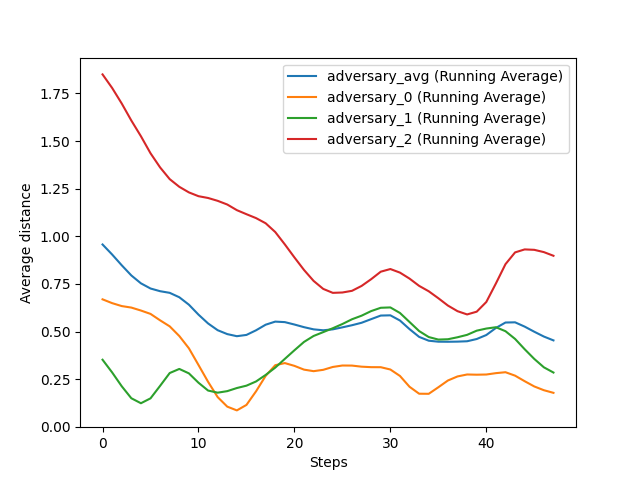 adversary_avg (Running Average)
adversary_0 (Running Average)
adversary_1 (Running Average)
adversary_2 (Running Average)
Average distance
1.75
1.50
1.25
1.00
0.75
0.50
0.25
0.00
0 10 20 30 40
Steps